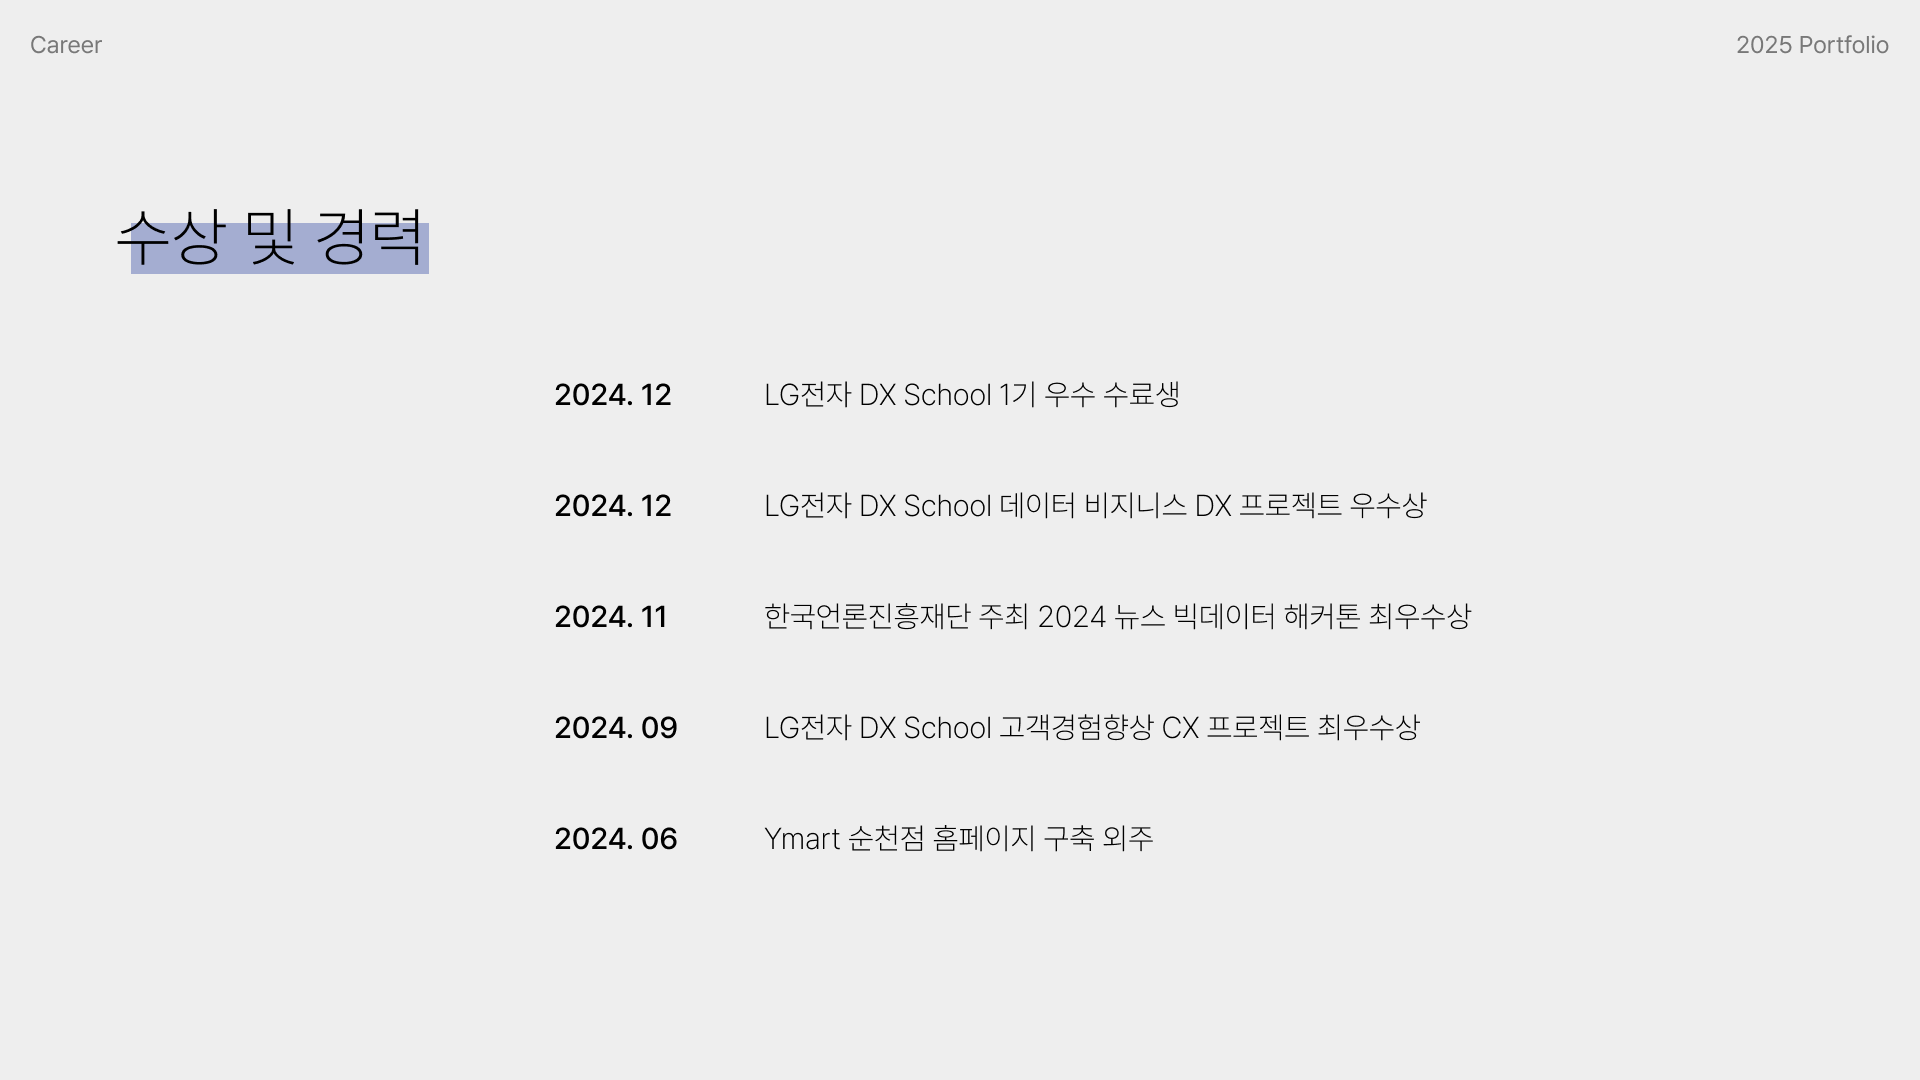 Career
2025 Portfolio
수상 및 경력
2024. 12 LG전자 DX School 1기 우수 수료생
2024. 12 LG전자 DX School 데이터 비지니스 DX 프로젝트 우수상
2024. 11 한국언론진흥재단 주최 2024 뉴스 빅데이터 해커톤 최우수상
2024. 09 LG전자 DX School 고객경험향상 CX 프로젝트 최우수상
2024. 06 Ymart 순천점 홈페이지 구축 외주